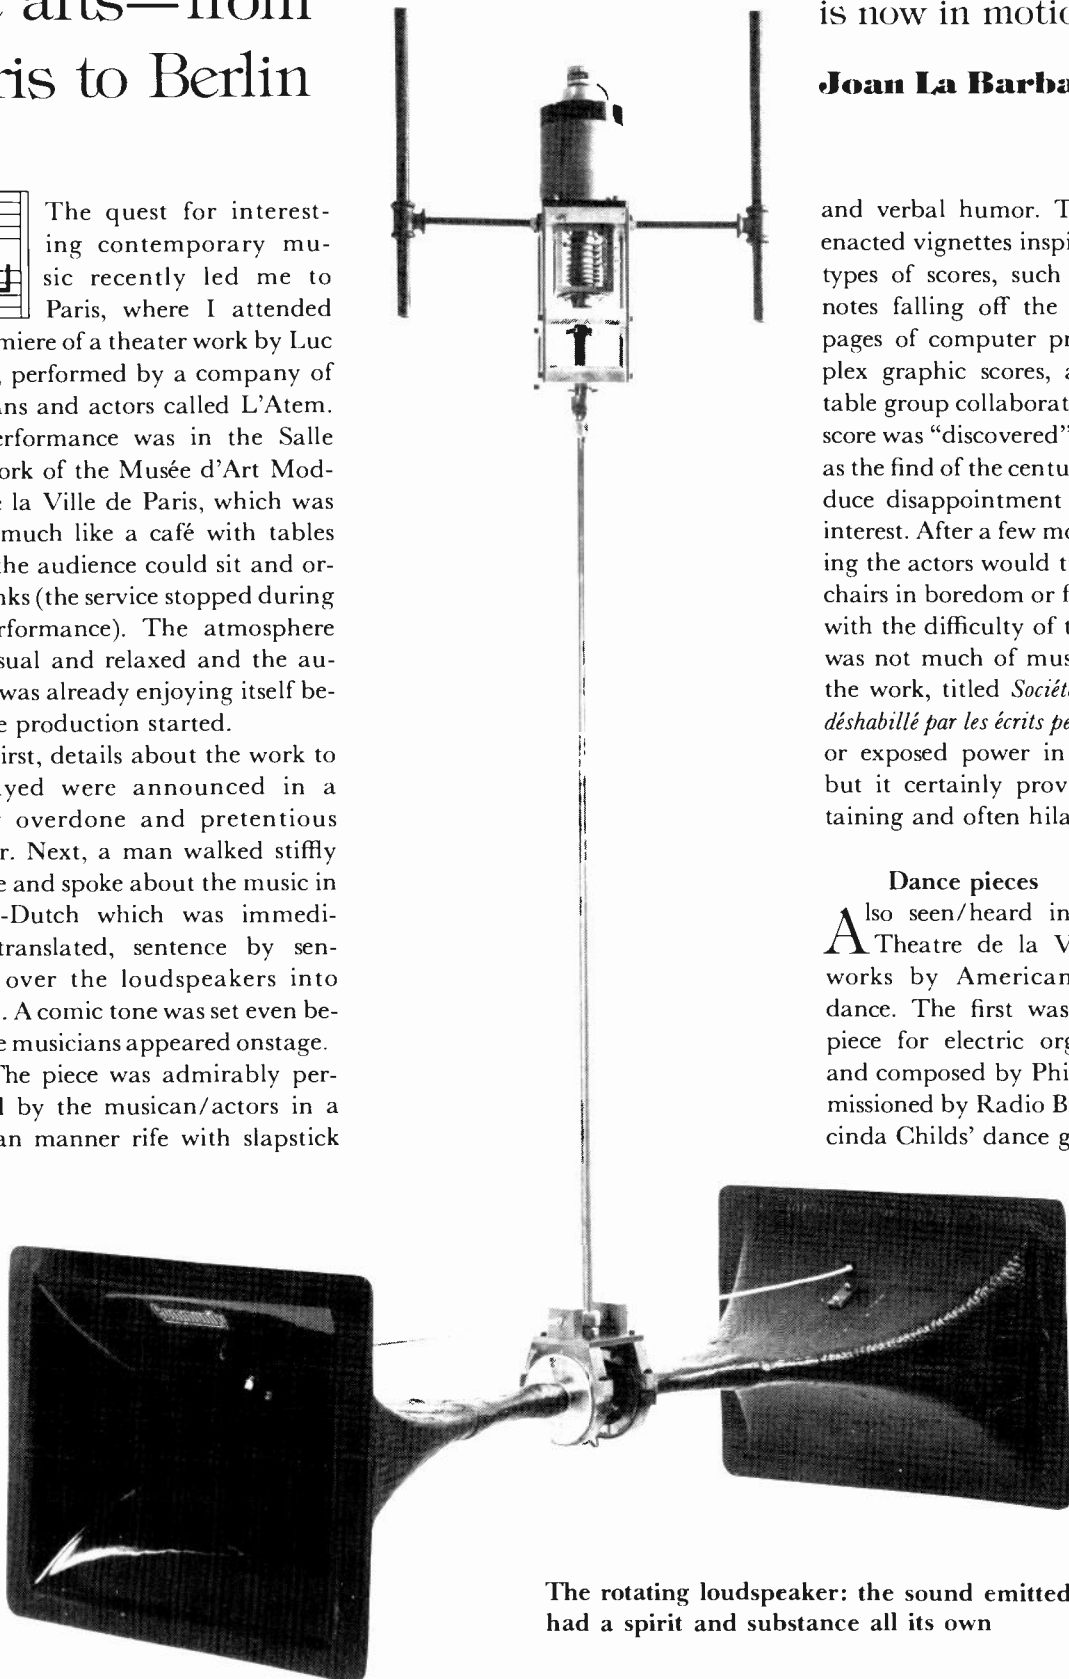 arts—from
ris to Berlin
is now in motio
Joan La Barba
The quest for interest-
ing contemporary mu-
sic recently led me to
Paris, where I attended
miere of a theater work by Luc
, performed by a company of
ans and actors called L'Atem.
erformance was in the Salle
ork of the Musée d'Art Mod-
e la Ville de Paris, which was
much like a café with tables
the audience could sit and or-
nks (the service stopped during
rformance). The atmosphere
sual and relaxed and the au-
was already enjoying itself be-
e production started.
irst, details about the work to
ayed were announced in a
overdone and pretentious
r. Next, a man walked stiffly
e and spoke about the music in
-Dutch which was immedi-
translated, sentence by sen-
over the loudspeakers into
. A comic tone was set even be-
e musicians appeared onstage.
The piece was admirably per-
d by the musican/actors in a
an manner rife with slapstick
and verbal humor. T
enacted vignettes inspi
types of scores, such
notes falling off the
pages of computer pr
plex graphic scores, a
table group collaborat
score was “discovered”
as the find of the centu
duce disappointment
interest. After a few mo
ing the actors would t
chairs in boredom or f
with the difficulty of t
was not much of mus
the work, titled Sociét
déshabillé par les écrits pe
or exposed power in
but it certainly prov
taining and often hila
Dance pieces
Also seen/heard in
Theatre de la V
works by American
dance. The first was
piece for electric org
and composed by Phi
missioned by Radio B
cinda Childs' dance g
The rotating loudspeaker: the sound emitted
had a spirit and substance all its own